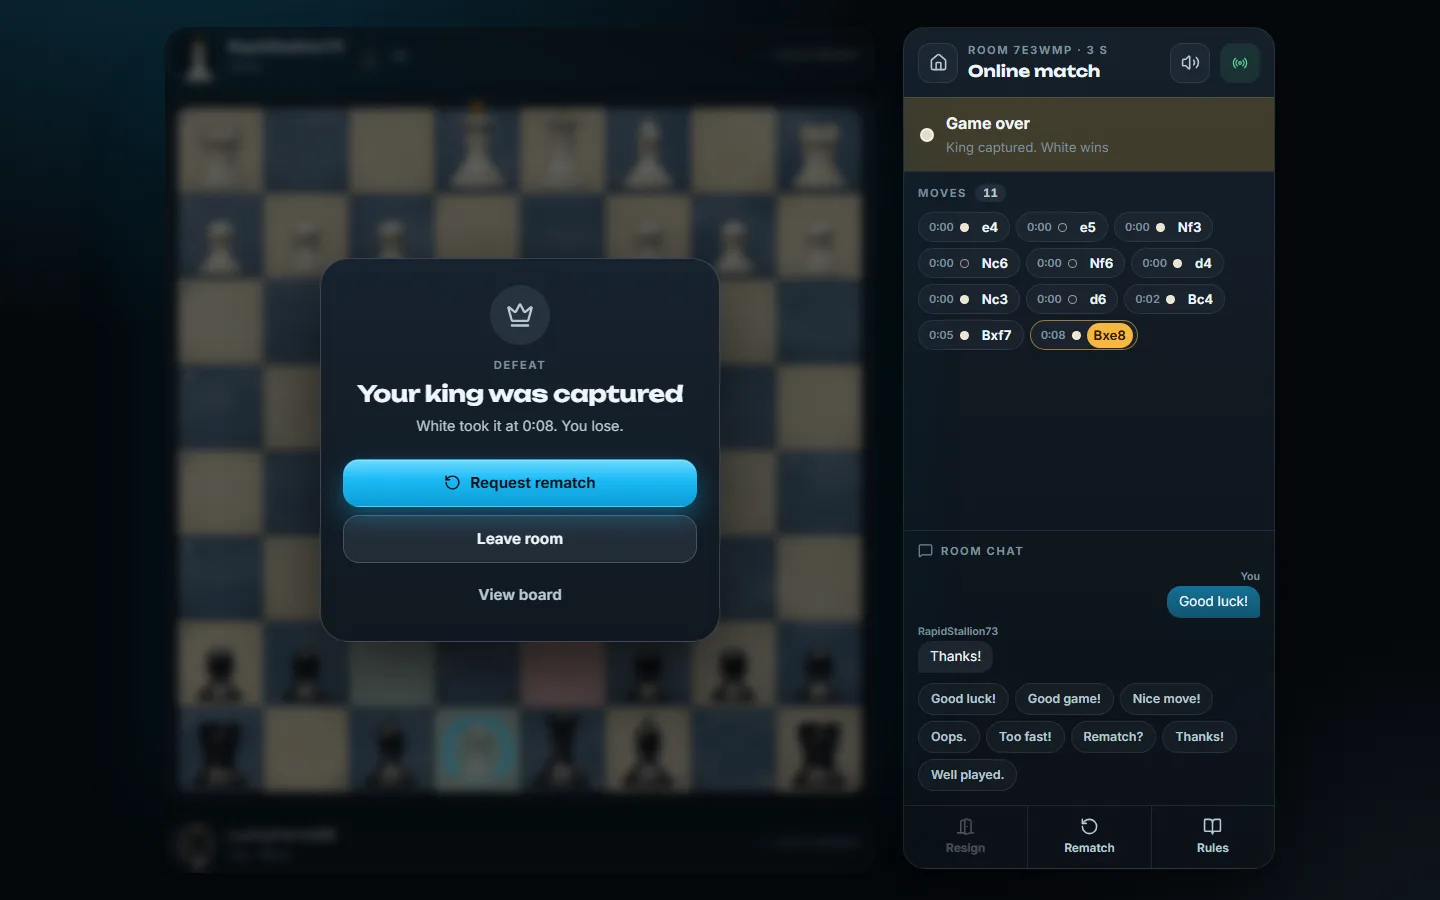 ROOM 7E3WMP · 3 S
Online match
Game over
King captured. White wins
MOVES 11
0:00 e4 0:00 e5 0:00 Nf3
0:00 Nc6 0:00 Nf6 0:00 d4
0:00 Nc3 0:00 d6 0:02 Bc4
0:05 Bxf7 0:08 Bxe8
DEFEAT
Your king was captured
White took it at 0:08. You lose.
Request rematch
Leave room
View board
ROOM CHAT
You
Good luck!
RapidStallion73
Thanks!
Good luck! Good game! Nice move!
Oops. Too fast! Rematch? Thanks!
Well played.
Resign Rematch Rules